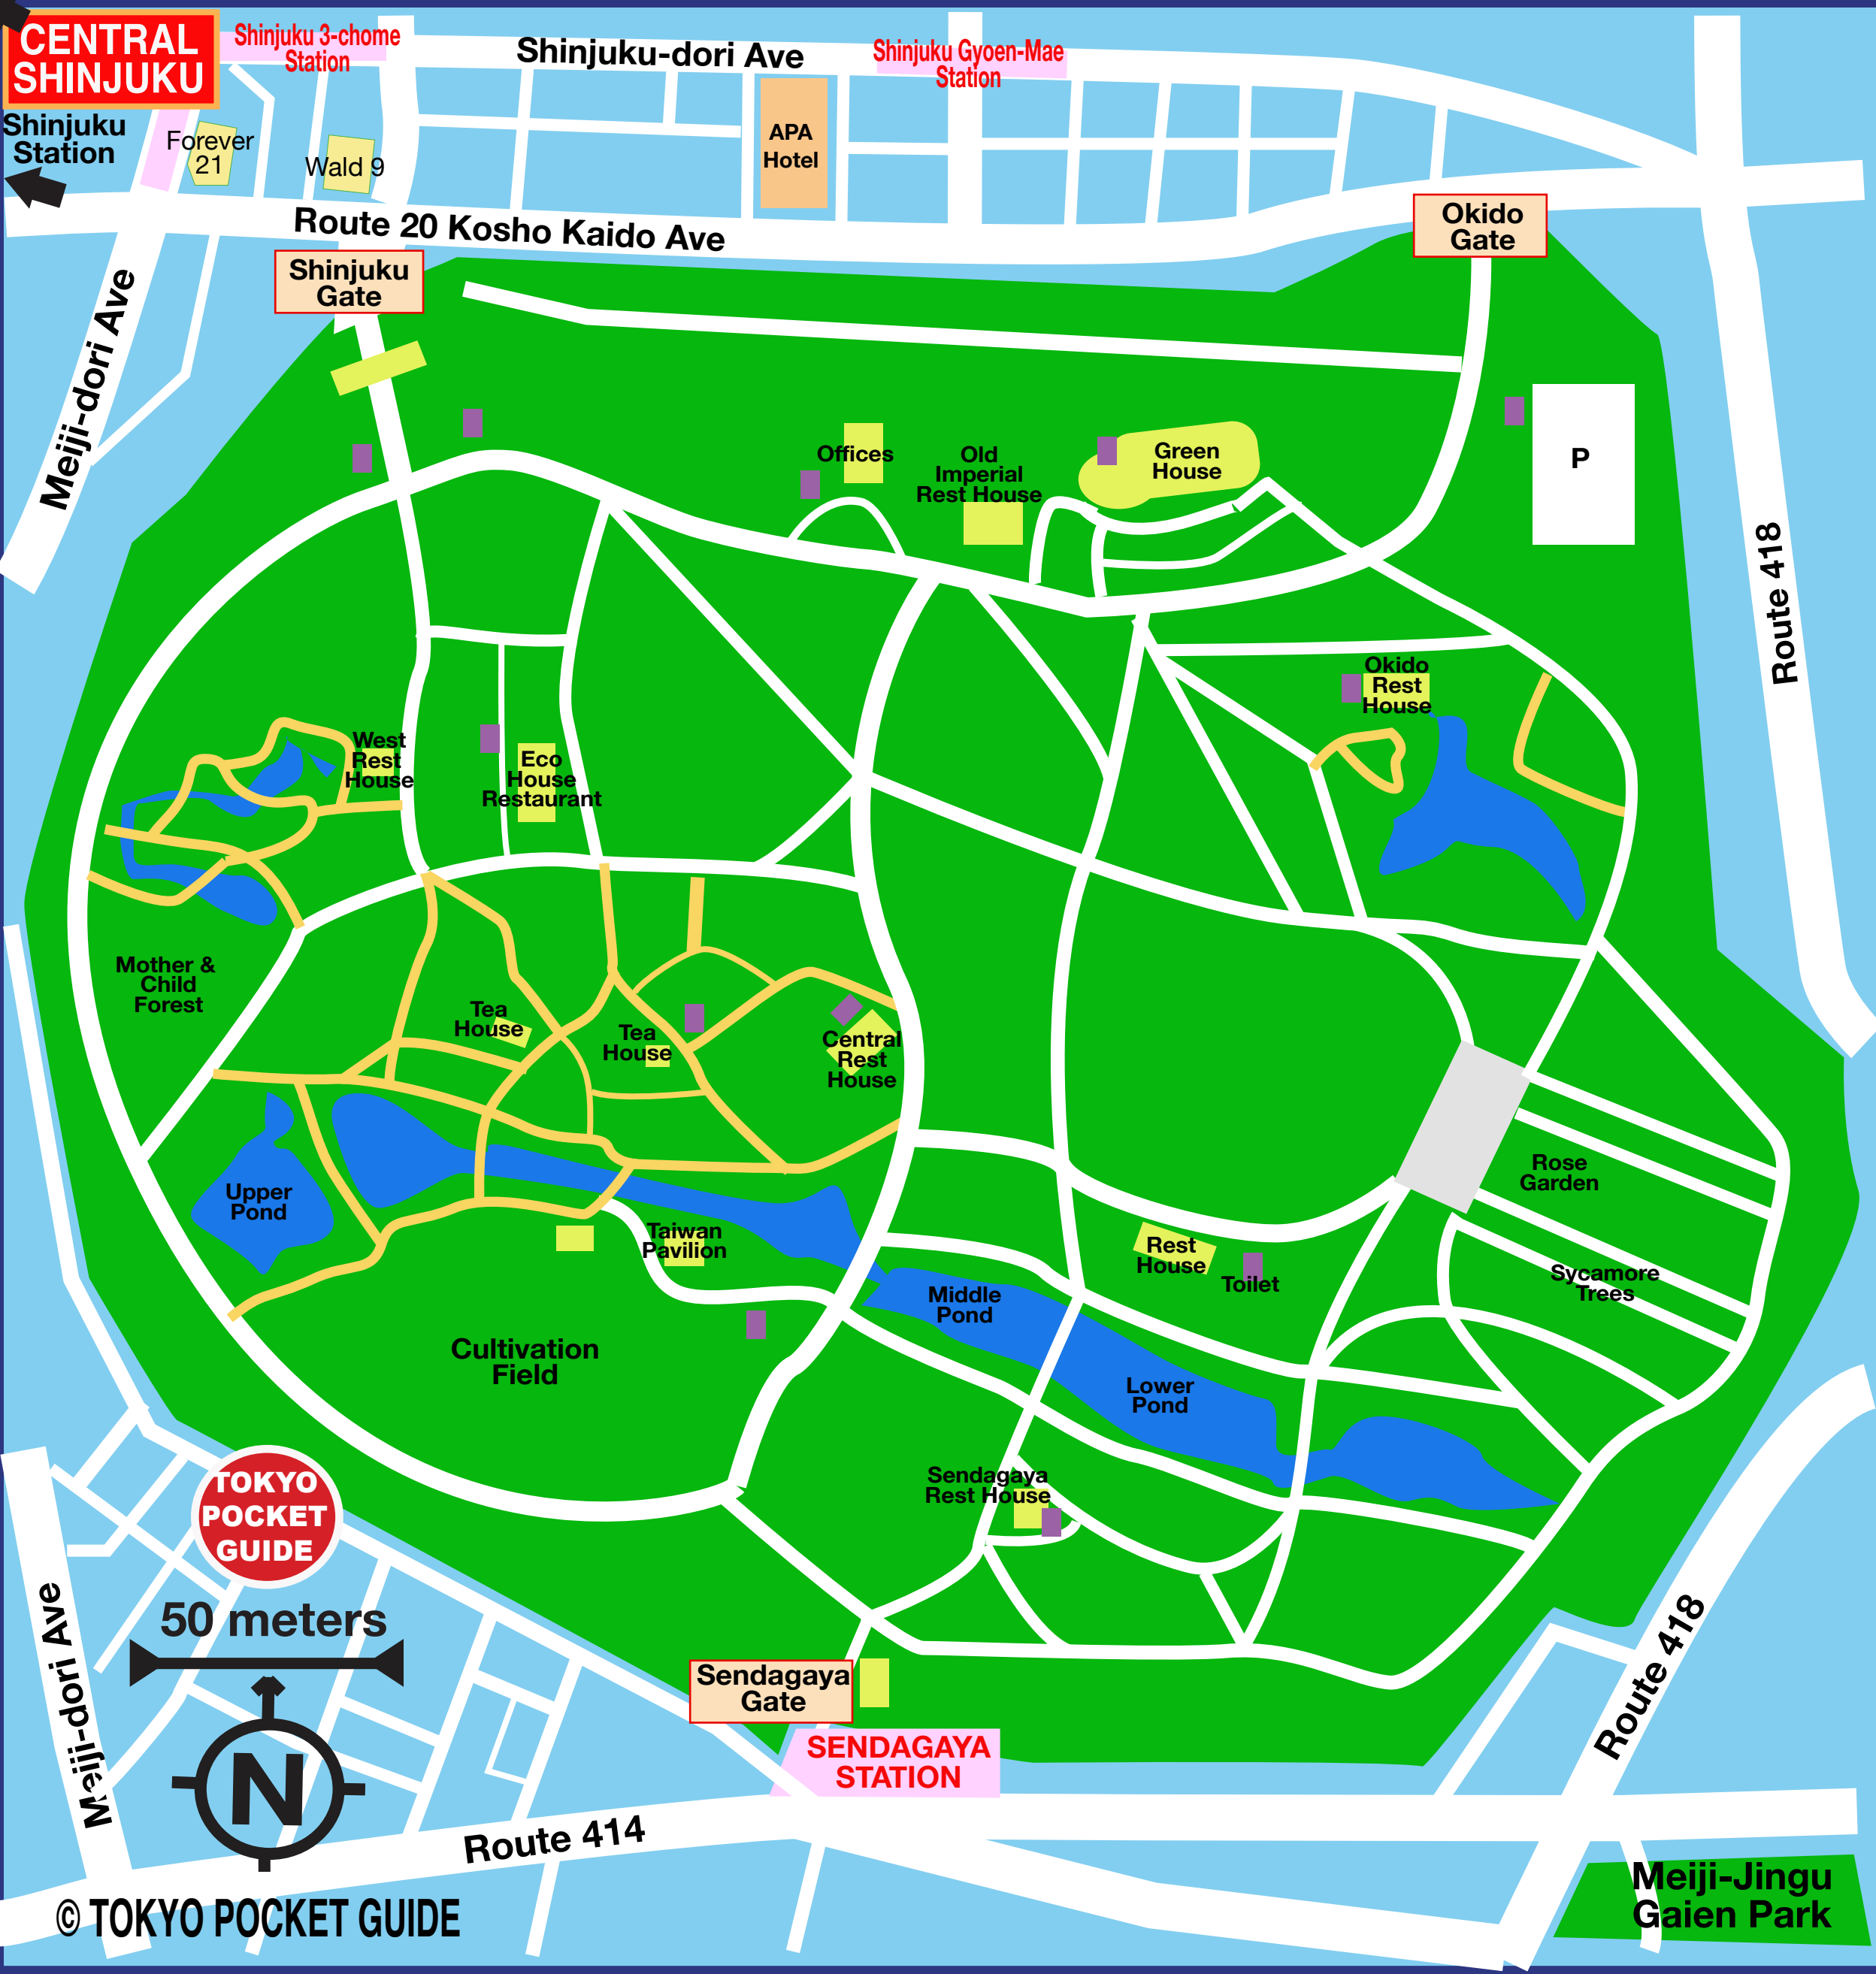 CENTRAL
SHINJUKU
Shinjuku 3-chome
Station
Shinjuku-dori Ave
Shinjuku Gyoen-Mae
Station
Shinjuku
Station
Forever
21
Wald 9
APA
Hotel
Route 20 Kosho Kaido Ave
Okido
Gate
Shinjuku
Gate
Meiji-dori Ave
Offices
Old
Imperial
Rest House
Green
House
P
Route 418
Okido
Rest
House
West
Rest
House
Eco
House
Restaurant
Mother &
Child
Forest
Tea
House
Tea
House
Central
Rest
House
Upper
Pond
Taiwan
Pavilion
Rose
Garden
Rest
House
Toilet
Sycamore
Trees
Middle
Pond
Cultivation
Field
Lower
Pond
Sendagaya
Rest House
TOKYO
POCKET
GUIDE
50 meters
Meiji-dori Ave
Sendagaya
Gate
Route 418
SENDAGAYA
STATION
N
Route 414
Meiji-Jingu
Gaien Park
© TOKYO POCKET GUIDE